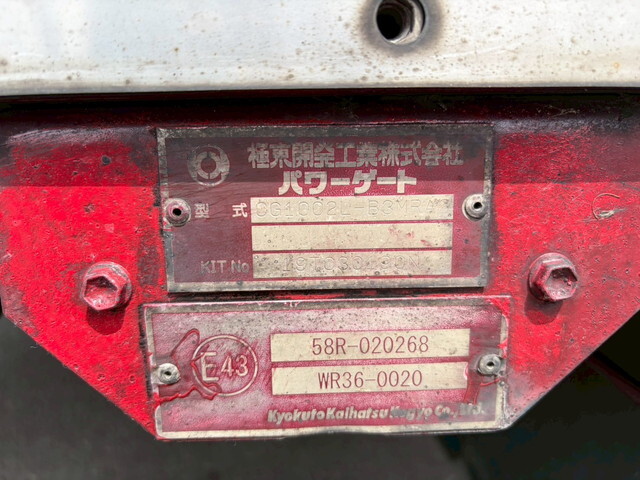 極東開発工業株式会社
パワーゲート
型式
KIT No
E43
58R-020268
WR36-0020
Kyokuto Kaihatsu Kogyo Co., Ltd.